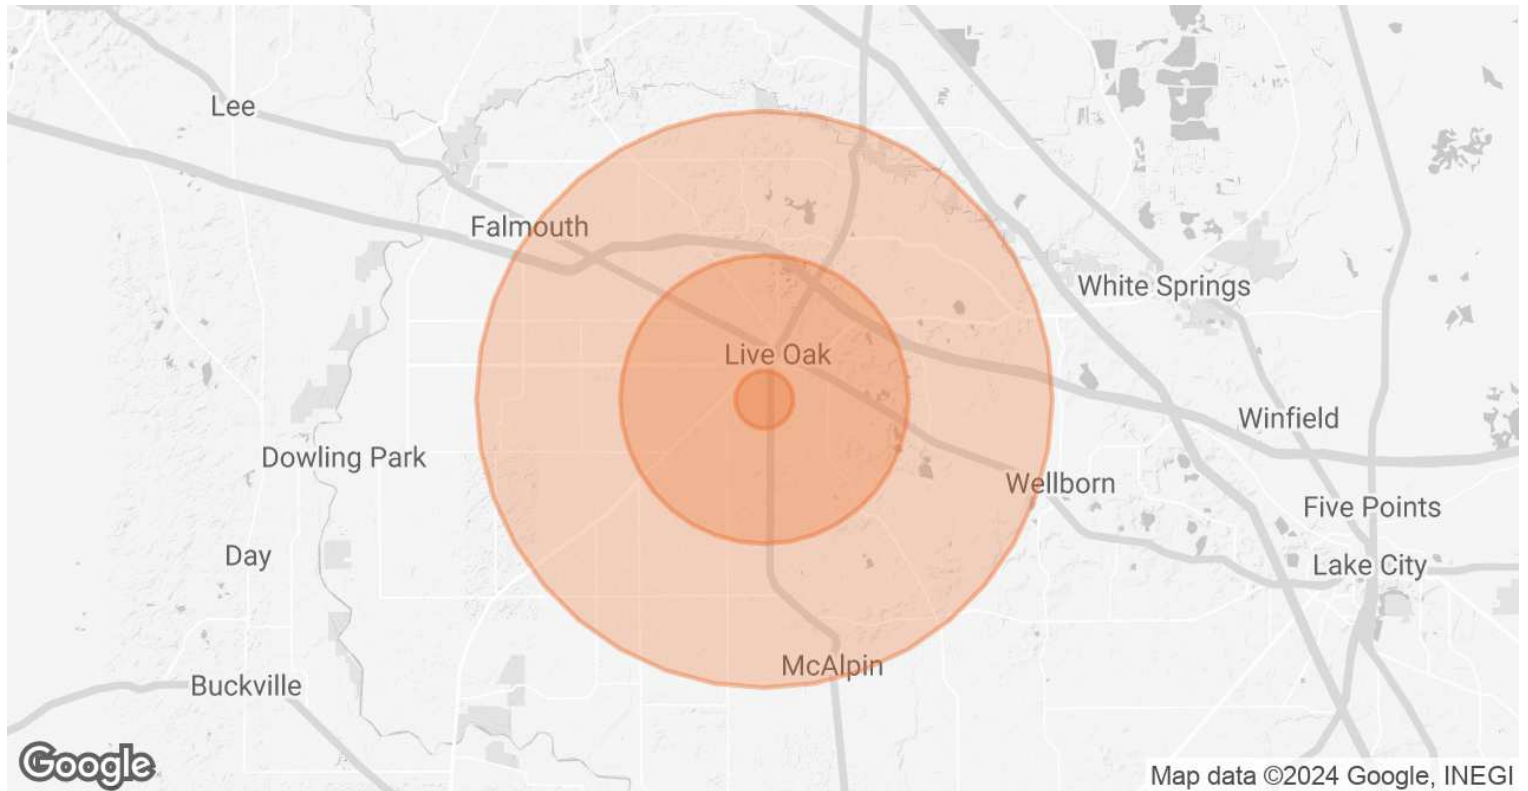 Lee
Falmouth
White Springs
Live Oak
Winfield
Dowling Park
Wellborn
Five Points
Day
Lake City
McAlpin
Buckville
Google
Map data ©2024 Google, INEGI